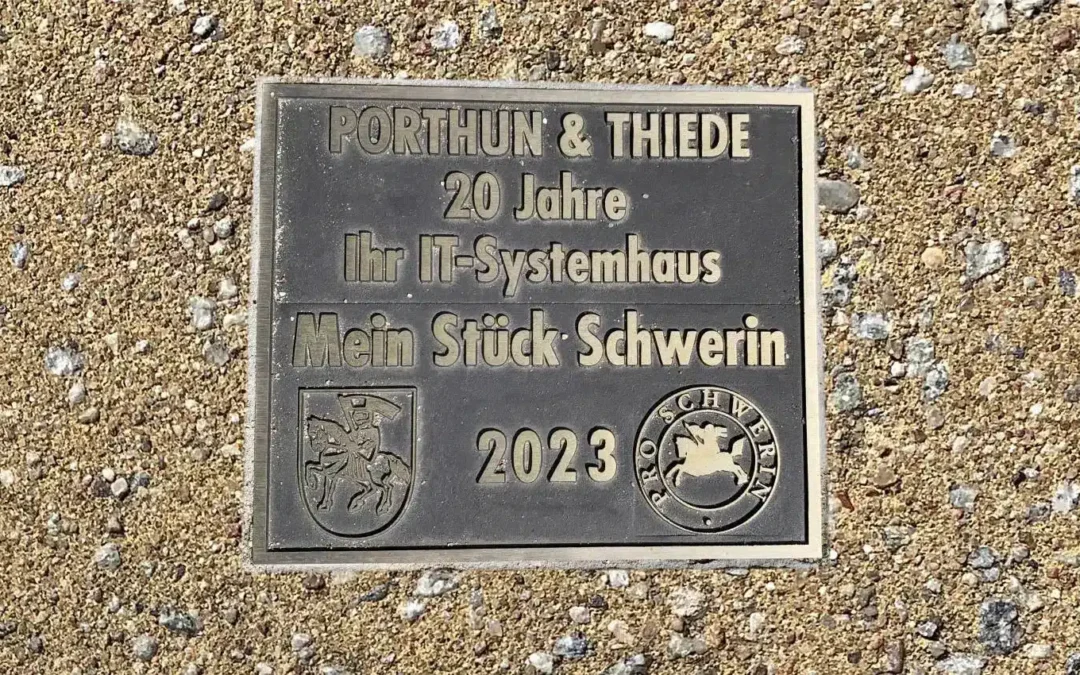 PORTHUN & THIEDE
20 Jahre
Ihr IT-Systemhaus
Mein Stück Schwerin
2023
PRO SCHWERIN